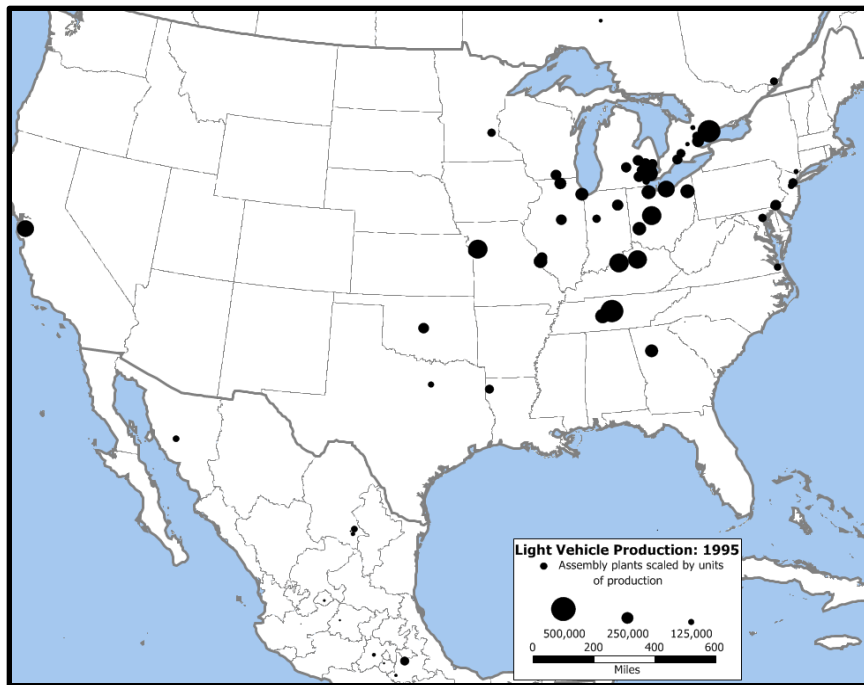 Light Vehicle Production: 1995
Assembly plants scaled by units
of production
500,000 250,000 125,000
0 200 400 600
Miles